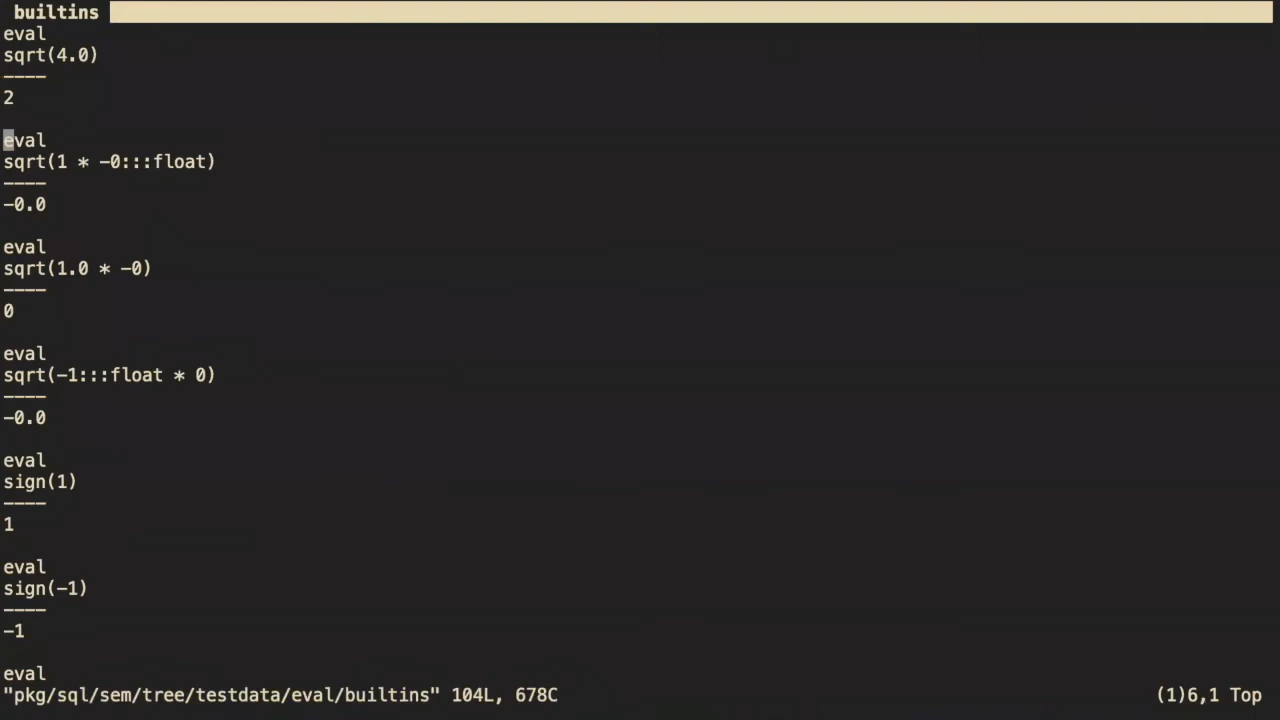 builtins
eval
sqrt(4.0)
----
2
eval
sqrt(1 * -0:::float)
----
-0.0
eval
sqrt(1.0 * -0)
----
0
eval
sqrt(-1:::float * 0)
----
-0.0
eval
sign(1)
----
1
eval
sign(-1)
----
-1
eval
"pkg/sql/sem/tree/testdata/eval/builtins" 104L, 678C (1)6,1 Top